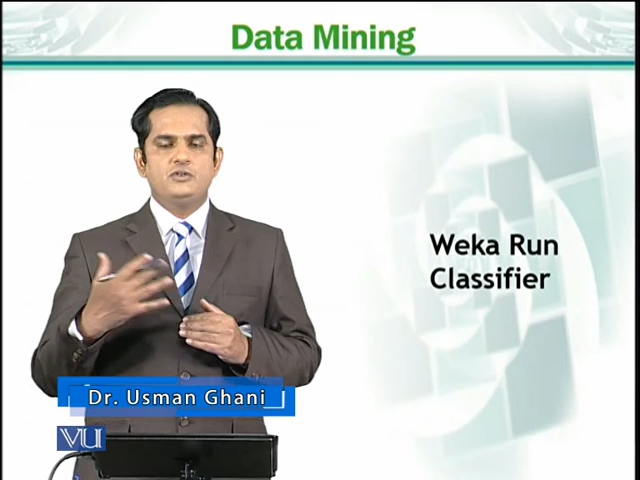 Data Mining
Weka Run
Classifier
Dr. Usman Ghani
VU